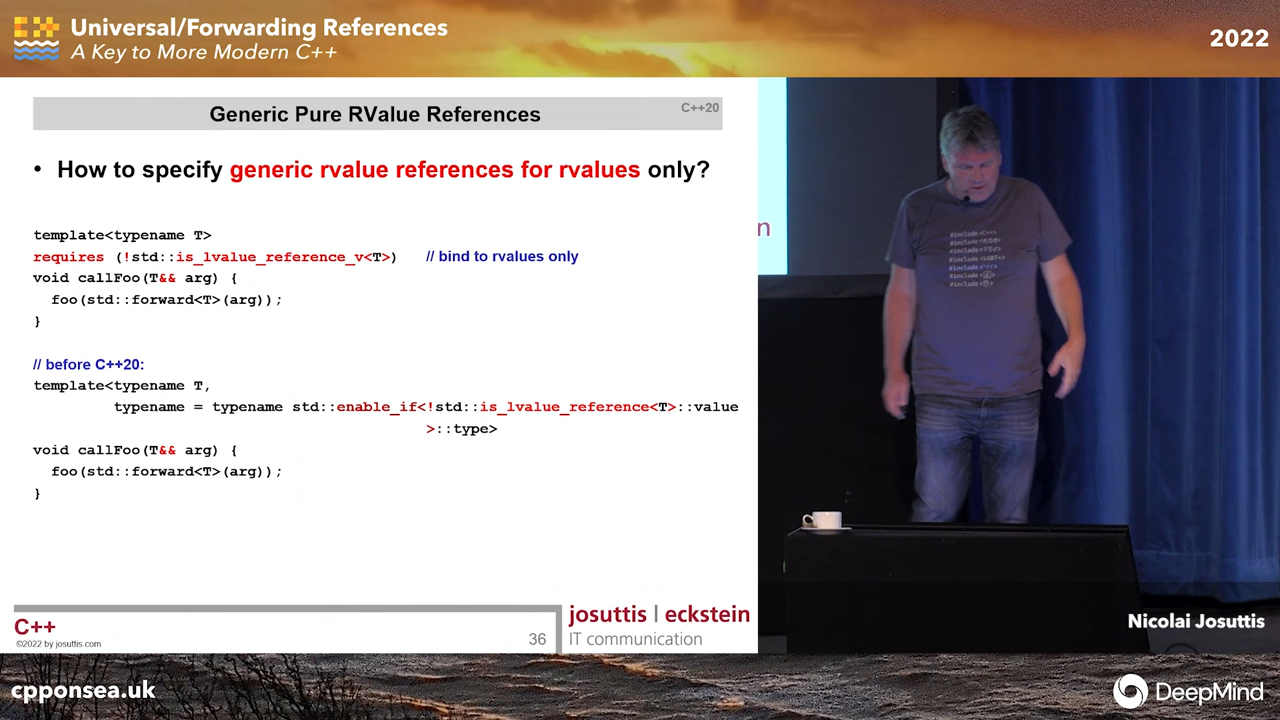 Universal/Forwarding References
A Key to More Modern C++
2022
Generic Pure RValue References
C++20
• How to specify generic rvalue references for rvalues only?
template<typename T>
requires (!std::is_lvalue_reference_v<T>) // bind to rvalues only
void callFoo(T&& arg) {
foo(std::forward<T>(arg));
}
// before C++20:
template<typename T,
typename = typename std::enable_if<!std::is_lvalue_reference<T>::value
>::type>
void callFoo(T&& arg) {
foo(std::forward<T>(arg));
}
C++
©2022 by josuttis.com
36
josuttis | eckstein
IT communication
n
#include <C++>
Nicolai Josuttis
cpponsea.uk
DeepMind